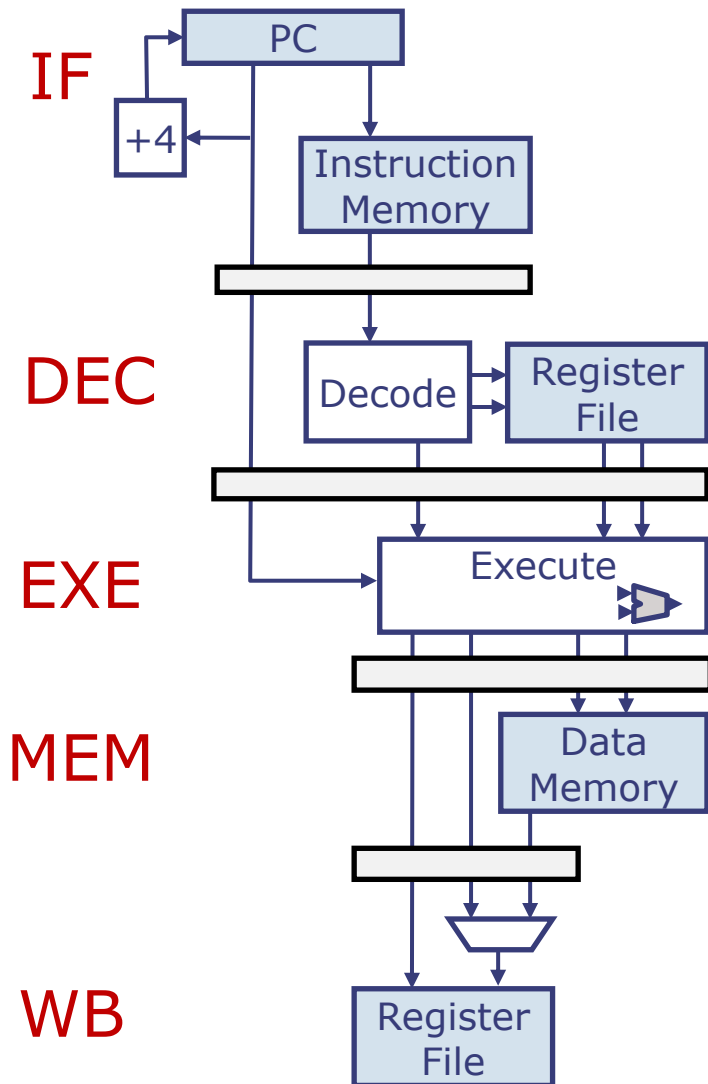 PC
IF
+4
Instruction
Memory
DEC
Decode
Register
File
EXE
Execute
MEM
Data
Memory
WB
Register
File